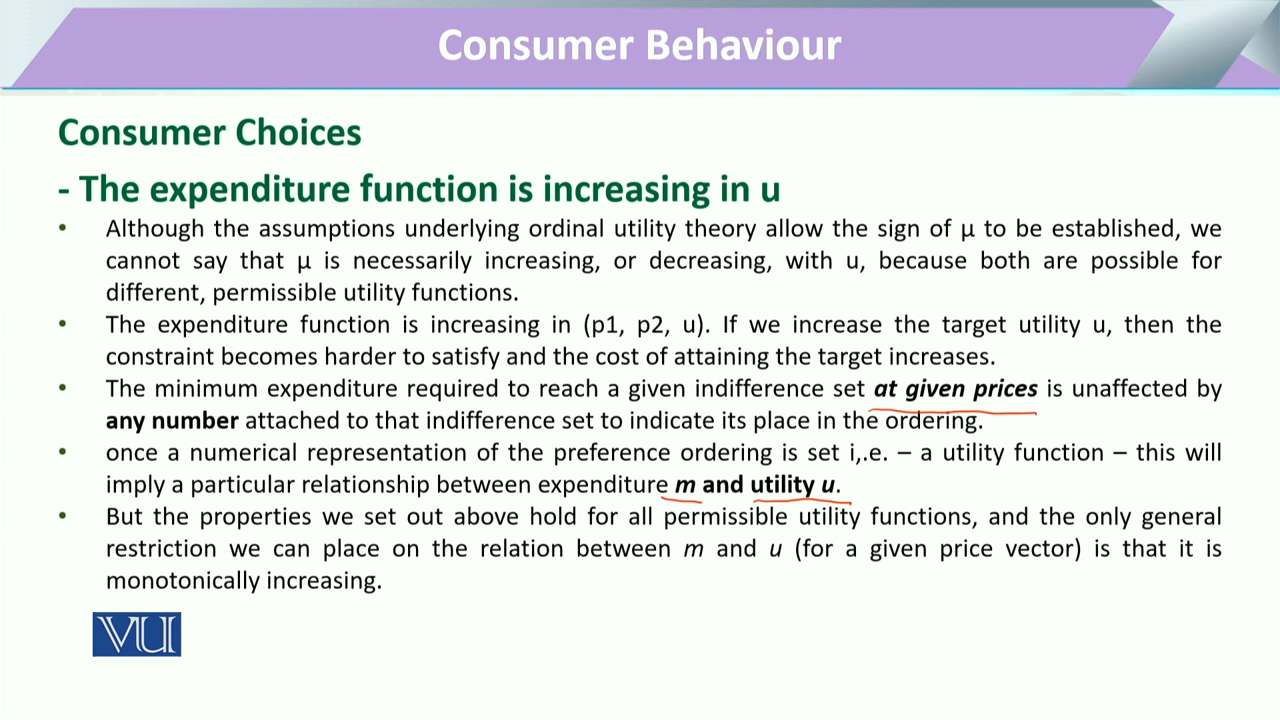 Consumer Behaviour
Consumer Choices
- The expenditure function is increasing in u
• Although the assumptions underlying ordinal utility theory allow the sign of μ to be established, we
cannot say that μ is necessarily increasing, or decreasing, with u, because both are possible for
different, permissible utility functions.
• The expenditure function is increasing in (p1, p2, u). If we increase the target utility u, then the
constraint becomes harder to satisfy and the cost of attaining the target increases.
• The minimum expenditure required to reach a given indifference set at given prices is unaffected by
any number attached to that indifference set to indicate its place in the ordering.
• once a numerical representation of the preference ordering is set i,.e. – a utility function – this will
imply a particular relationship between expenditure m and utility u.
• But the properties we set out above hold for all permissible utility functions, and the only general
restriction we can place on the relation between m and u (for a given price vector) is that it is
monotonically increasing.
VU